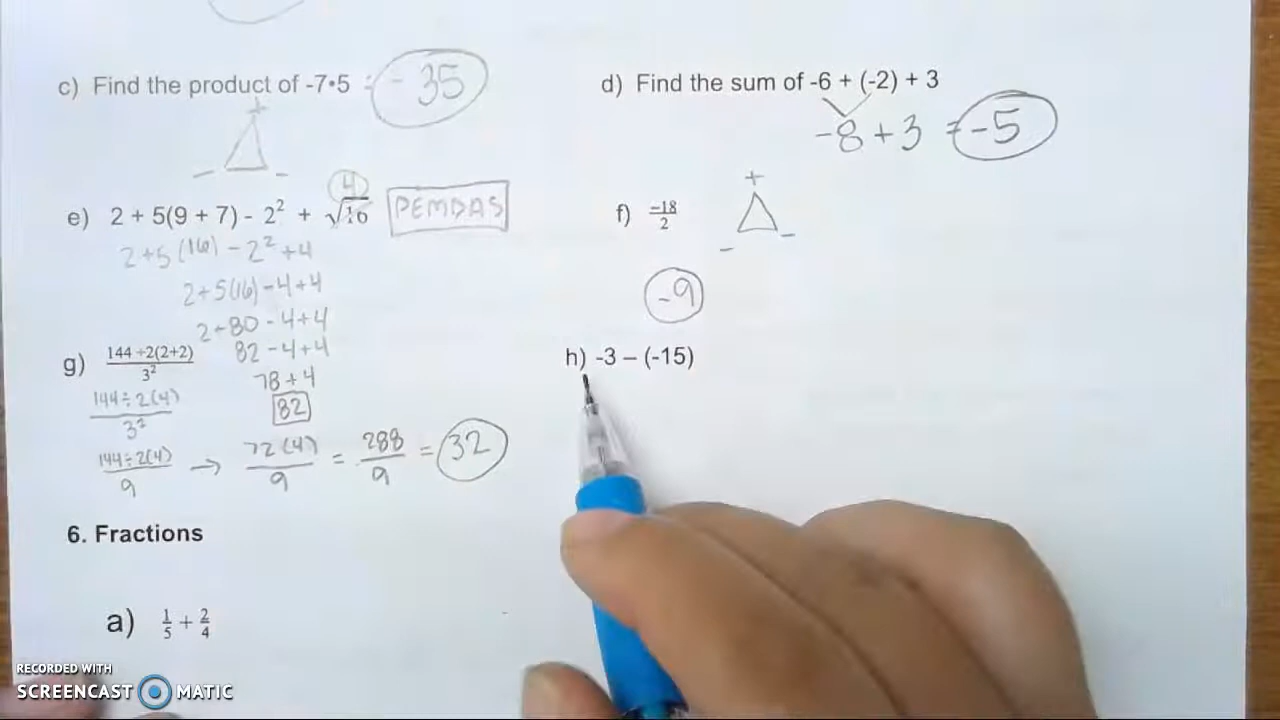 c) Find the product of -7•5 = -35
+
- -
d) Find the sum of -6 + (-2) + 3
-8 + 3 = -5
e) 2 + 5(9 + 7) - 2² + √16 4 PEMDAS
2+5(16) - 2² + 4
2+5(16) - 4 + 4
2+80 - 4 + 4
82 - 4 + 4
78 + 4
82
f) -18/2
+
- -
-9
g) 144 ÷2(2+2)/3²
144÷2(4)/3²
144÷2(4)/9 → 72(4)/9 = 288/9 = 32
h) -3 – (-15)
6. Fractions
a) 1/5 + 2/4
RECORDED WITH
SCREENCAST MATIC